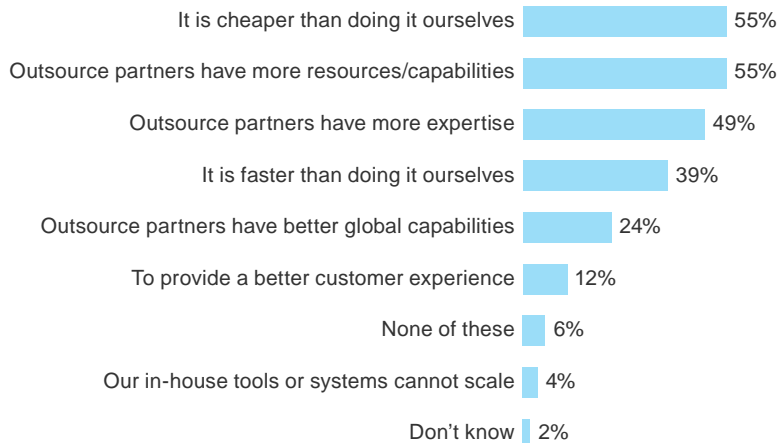 It is cheaper than doing it ourselves 55%
Outsource partners have more resources/capabilities 55%
Outsource partners have more expertise 49%
It is faster than doing it ourselves 39%
Outsource partners have better global capabilities 24%
To provide a better customer experience 12%
None of these 6%
Our in-house tools or systems cannot scale 4%
Don't know 2%